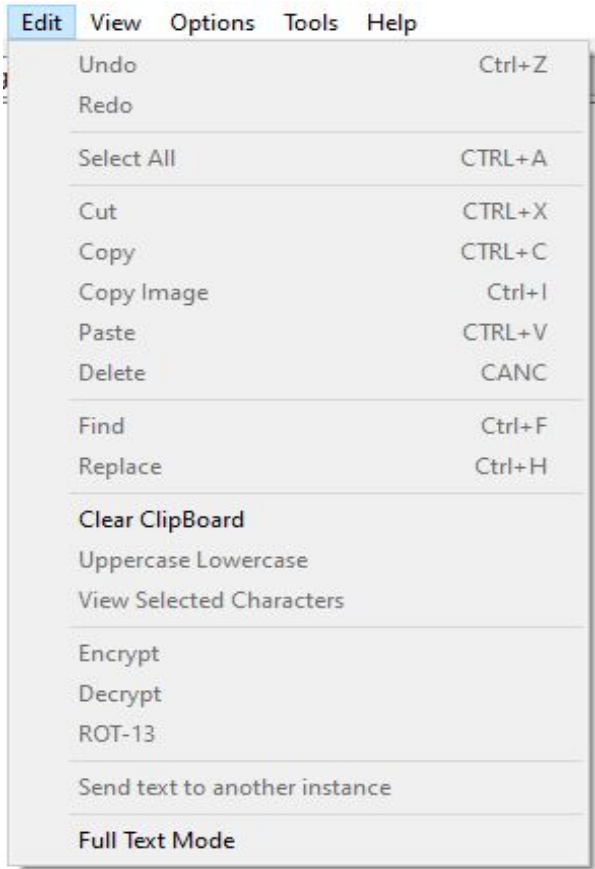 Edit View Options Tools Help
Undo Ctrl+Z
Redo
Select All CTRL+A
Cut CTRL+X
Copy CTRL+C
Copy Image Ctrl+I
Paste CTRL+V
Delete CANC
Find Ctrl+F
Replace Ctrl+H
Clear ClipBoard
Uppercase Lowercase
View Selected Characters
Encrypt
Decrypt
ROT-13
Send text to another instance
Full Text Mode